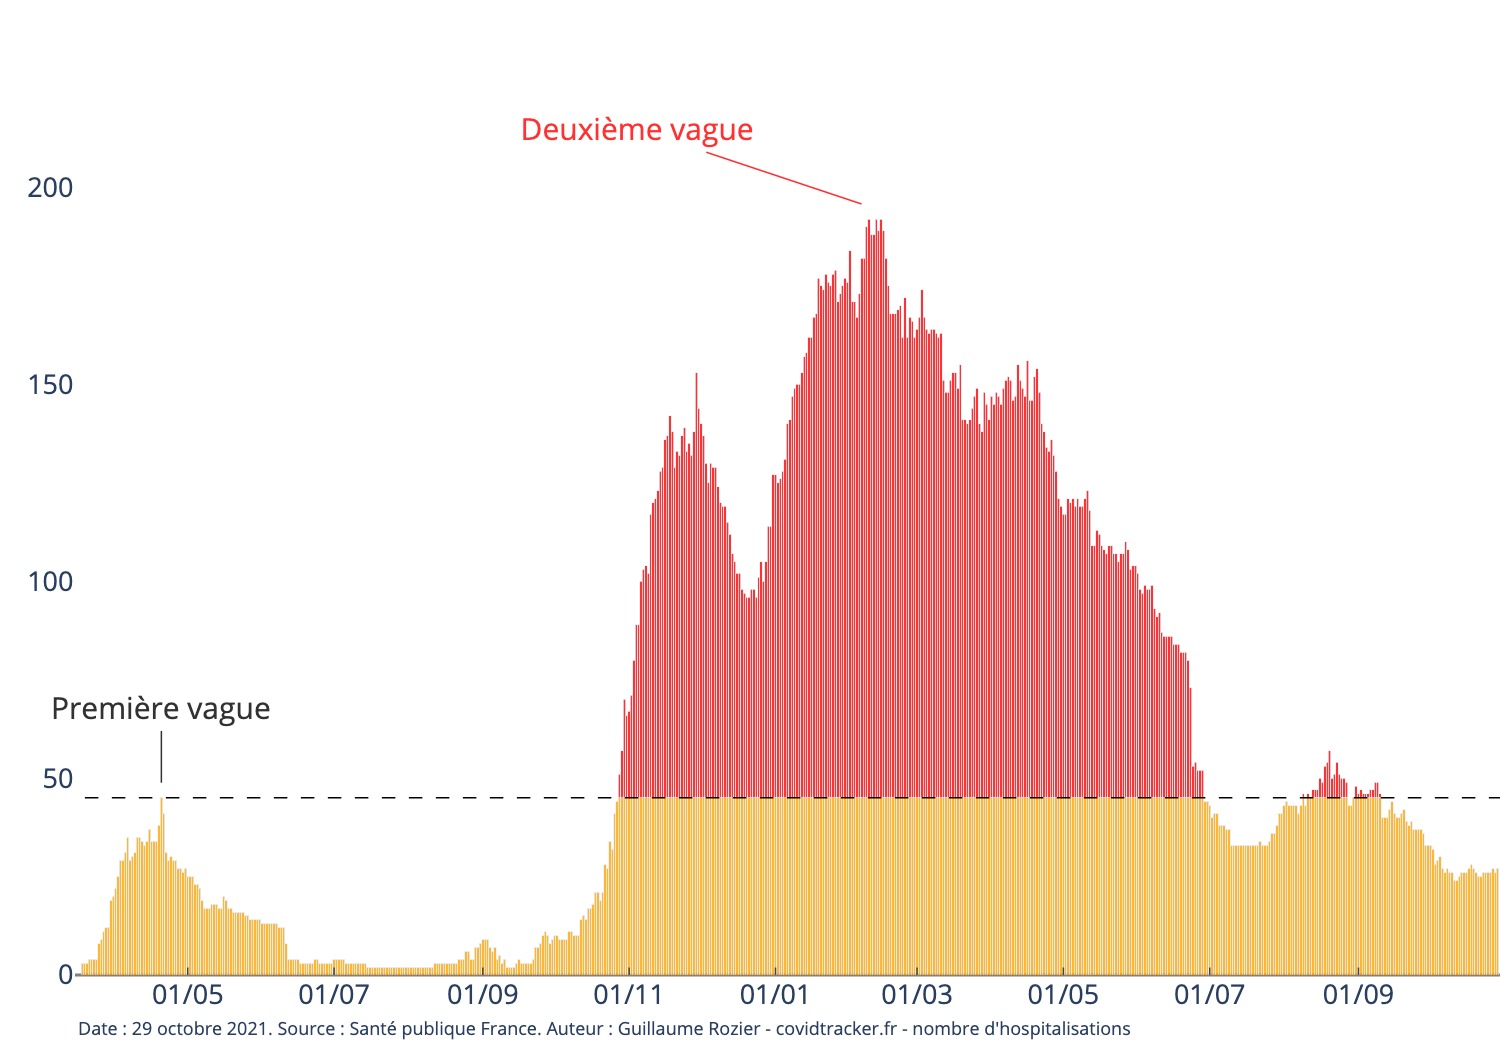 Deuxième vague
200
150
100
Première vague
50
0
01/05 01/07 01/09 01/11 01/01 01/03 01/05 01/07 01/09
Date : 29 octobre 2021. Source : Santé publique France. Auteur : Guillaume Rozier - covidtracker.fr - nombre d'hospitalisations